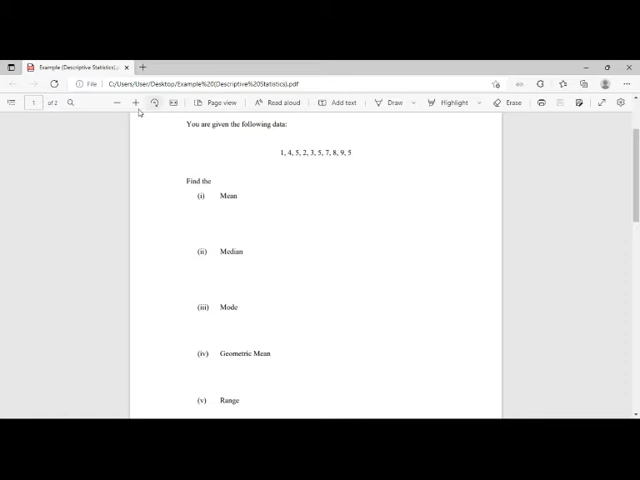 Example (Descriptive Statistics).p
File
C:/Users/User/Desktop/Example%20(Descriptive%20Statistics).pdf
1
of 2
Page view
Read aloud
Add text
Draw
Highlight
Erase
You are given the following data:
1, 4, 5, 2, 3, 5, 7, 8, 9, 5
Find the
(i) Mean
(ii) Median
(iii) Mode
(iv) Geometric Mean
(v) Range